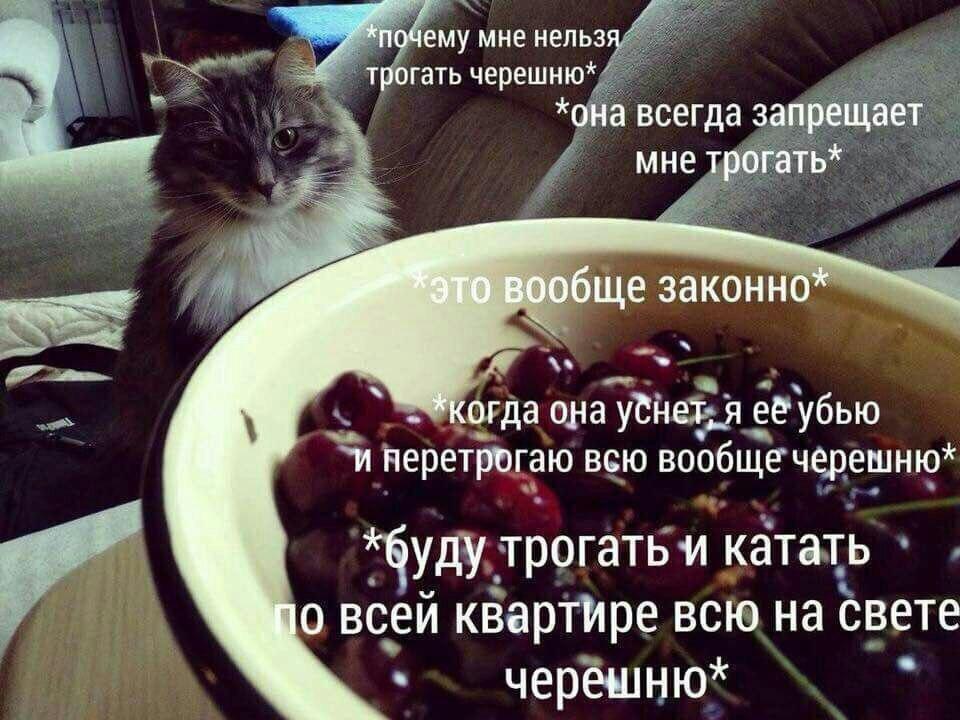 *почему мне нельзя
трогать черешню*
*она всегда запрещает
мне трогать*
*это вообще законно*
*когда она уснет, я ее убью
и перетрогаю всю вообще черешню*
*буду трогать и катать
по всей квартире всю на свете
черешню*